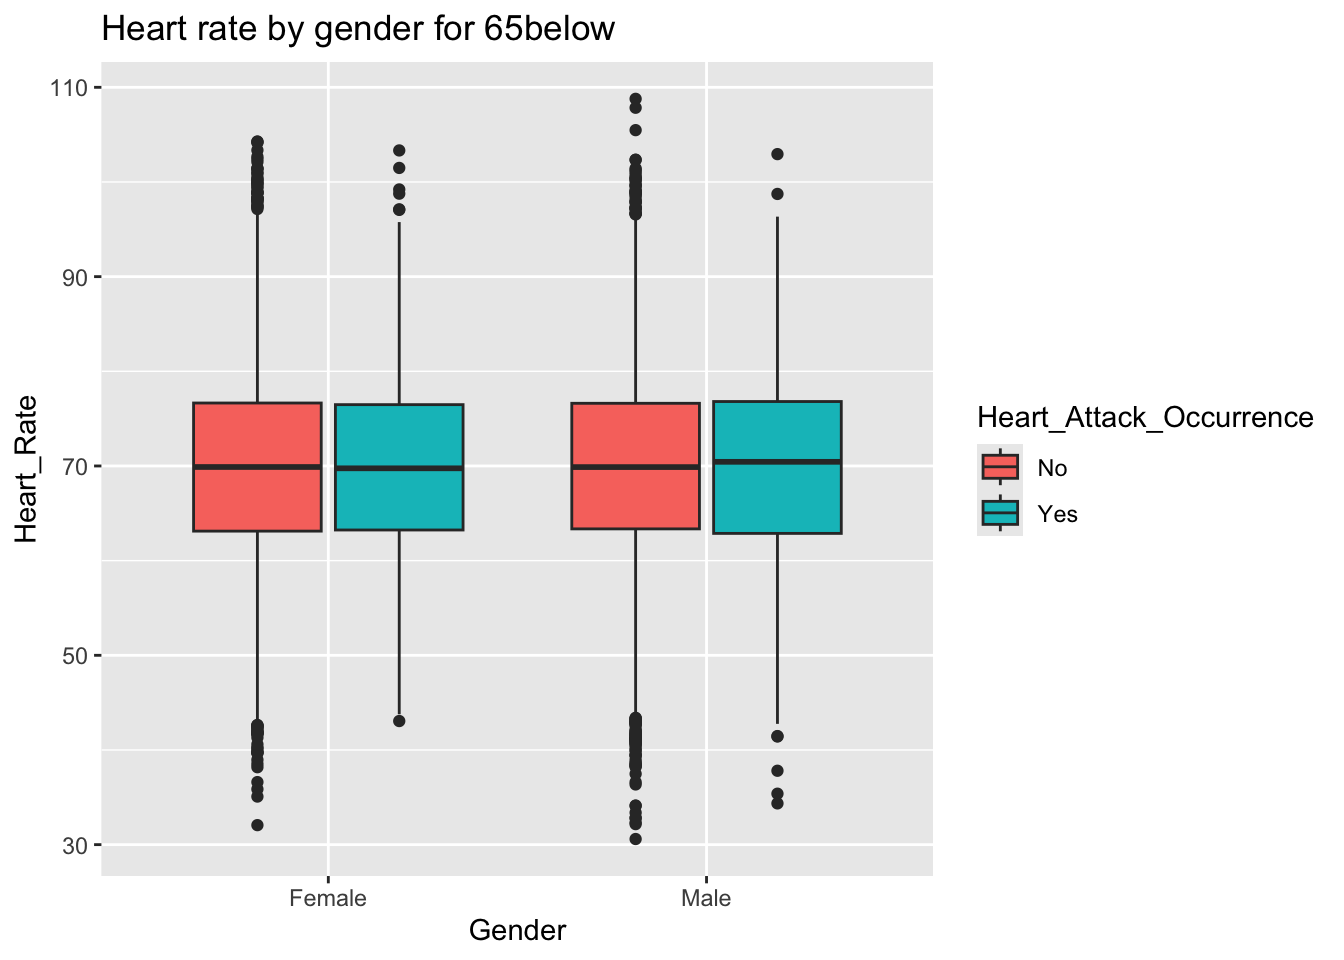 Heart rate by gender for 65below
110
90
70
50
30
Heart_Rate
Female
Male
Gender
Heart_Attack_Occurrence
No
Yes